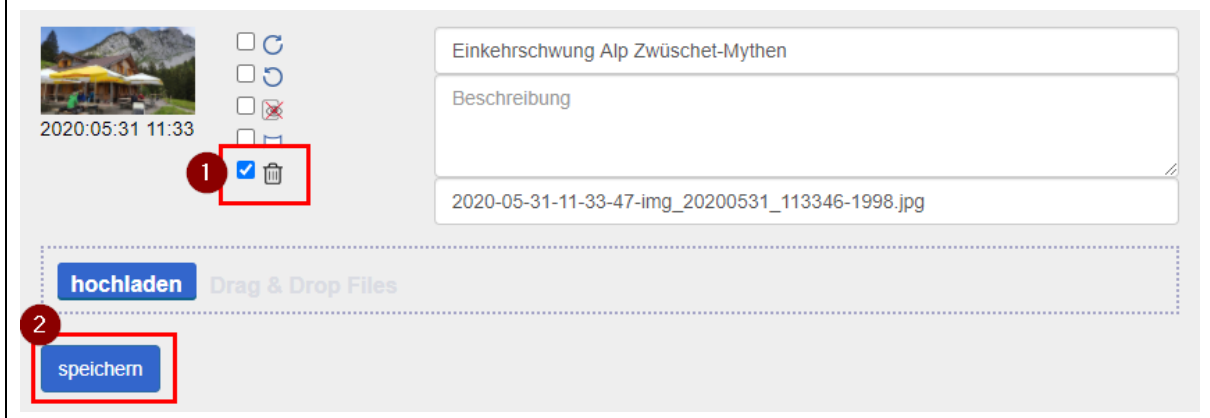 Einkehrschwung Alp Zwüschet-Mythen
Beschreibung
2020:05:31 11:33
1
2020-05-31-11-33-47-img_20200531_113346-1998.jpg
hochladen Drag & Drop Files
2
speichern